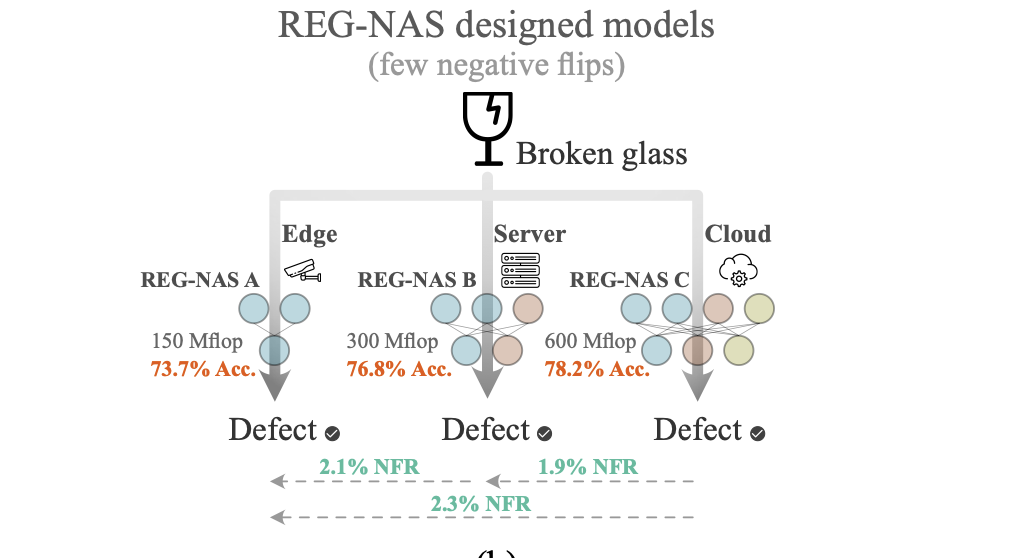 REG-NAS designed models
(few negative flips)
Broken glass
Edge
Server
Cloud
REG-NAS A
REG-NAS B
REG-NAS C
150 Mflop
300 Mflop
600 Mflop
73.7% Acc.
76.8% Acc.
78.2% Acc.
Defect
Defect
Defect
2.1% NFR
1.9% NFR
2.3% NFR